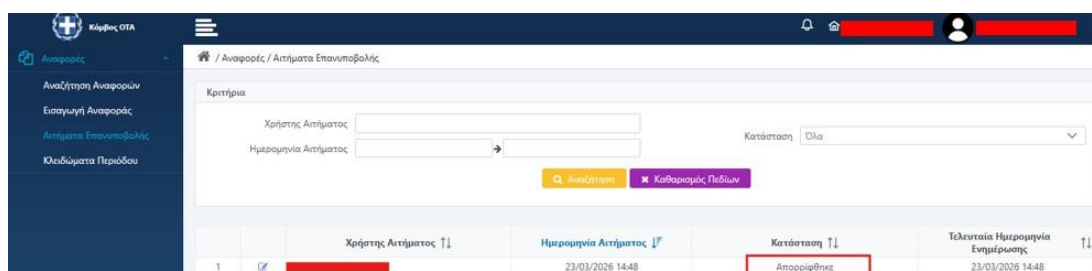 Κόμβος ΟΤΑ
Αναφορές
/ Αναφορές / Αιτήματα Επανυποβολής
Αναζήτηση Αναφορών
Εισαγωγή Αναφοράς
Αιτήματα Επανυποβολής
Κλειδώματα Περιόδου
Κριτήρια
Χρήστης Αιτήματος
Κατάσταση Όλα
Ημερομηνία Αιτήματος
Αναζήτηση Καθαρισμός Πεδίων
Χρήστης Αιτήματος Ημερομηνία Αιτήματος Κατάσταση Τελευταία Ημερομηνία Ενημέρωσης
1 23/03/2026 14:48 Απορρίφθηκε 23/03/2026 14:48